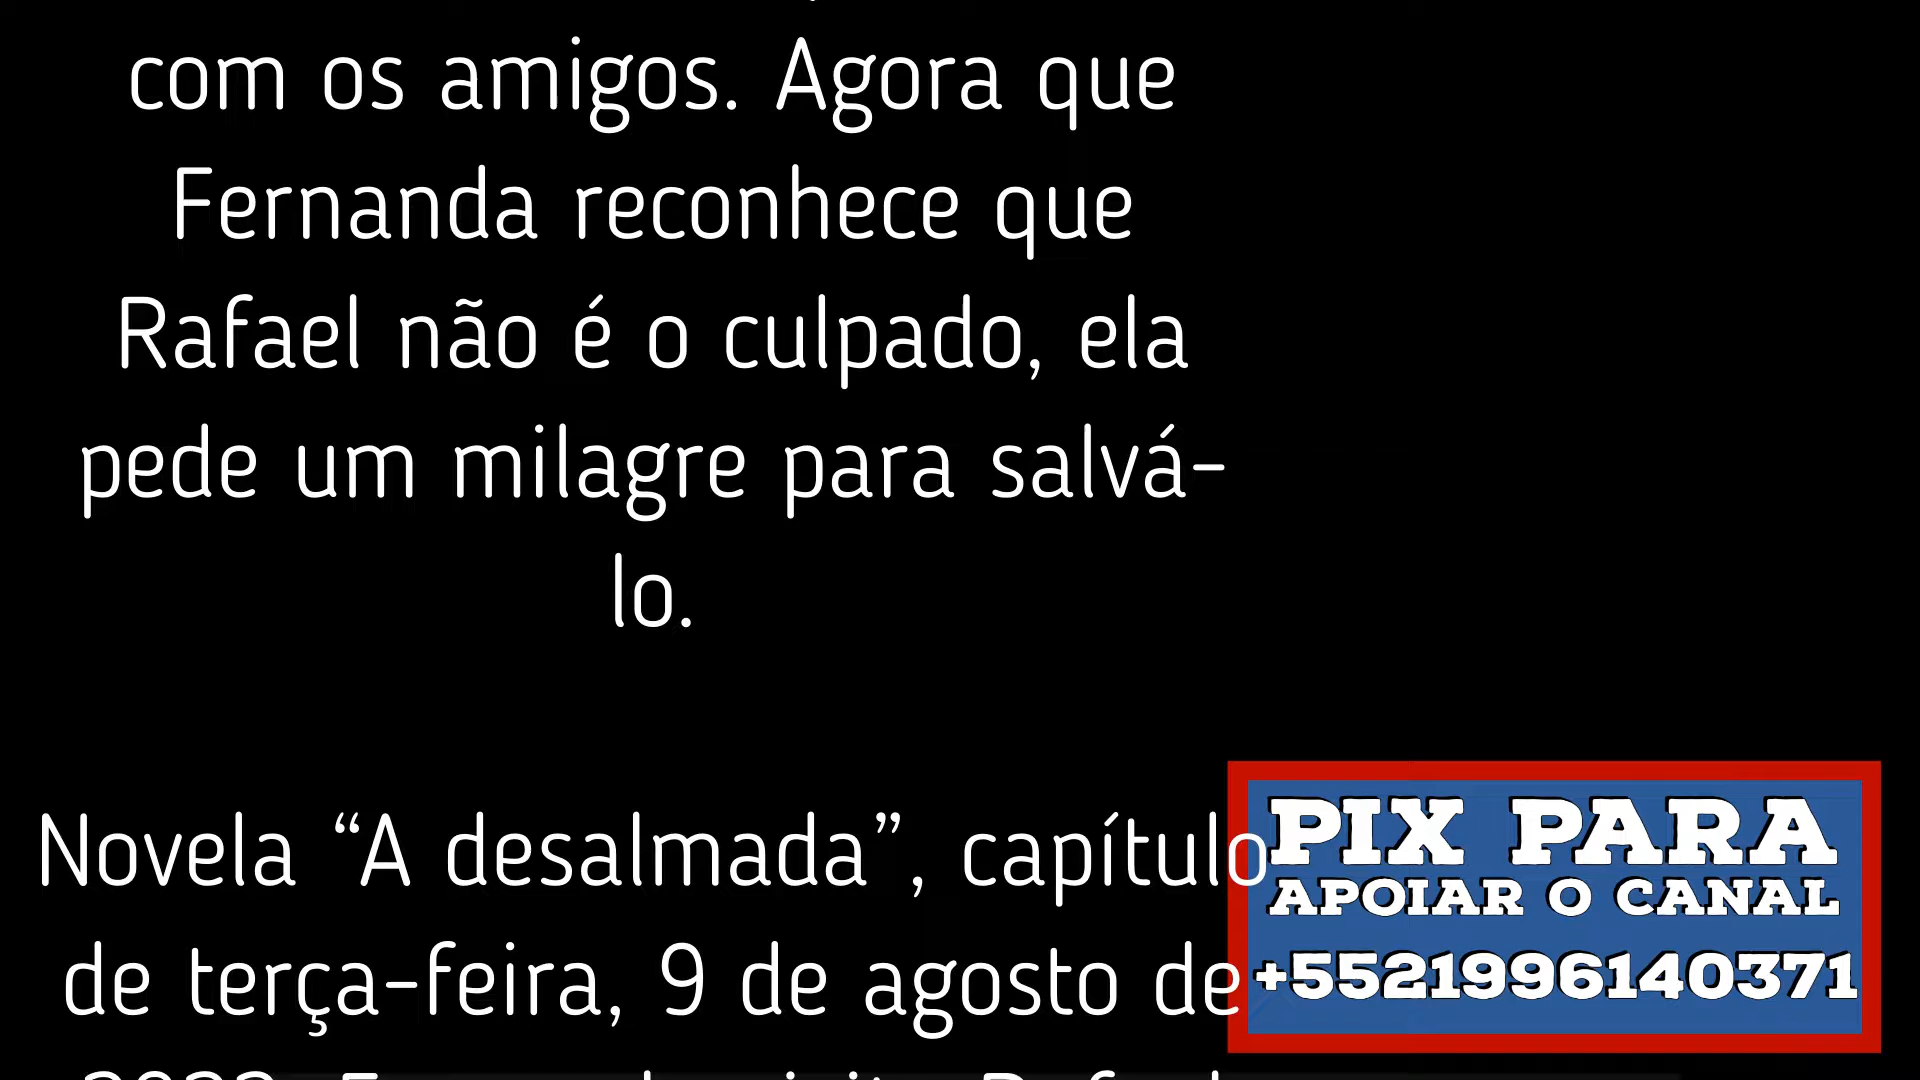 com os amigos. Agora que
Fernanda reconhece que
Rafael não é o culpado, ela
pede um milagre para salvá-
lo.
Novela “A desalmada”, capítulo
de terça-feira, 9 de agosto de
PIX PARA
APOIAR O CANAL
+5521996140371